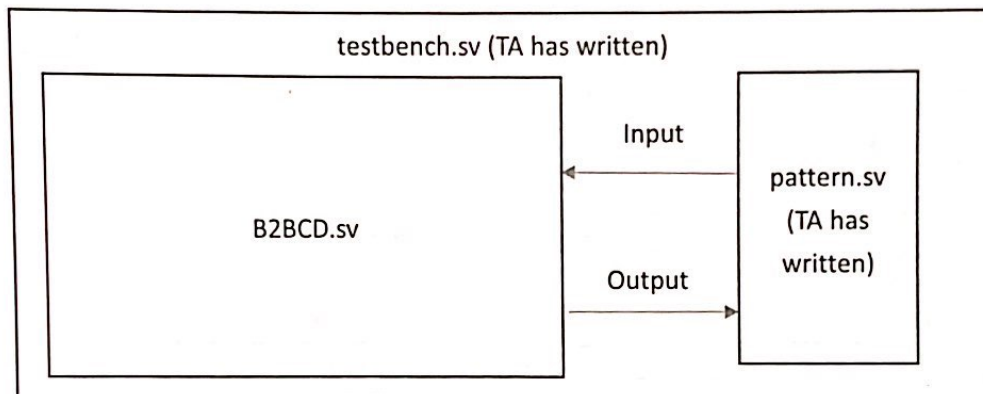 testbench.sv (TA has written)
Input
B2BCD.sv
pattern.sv
(TA has
written)
Output